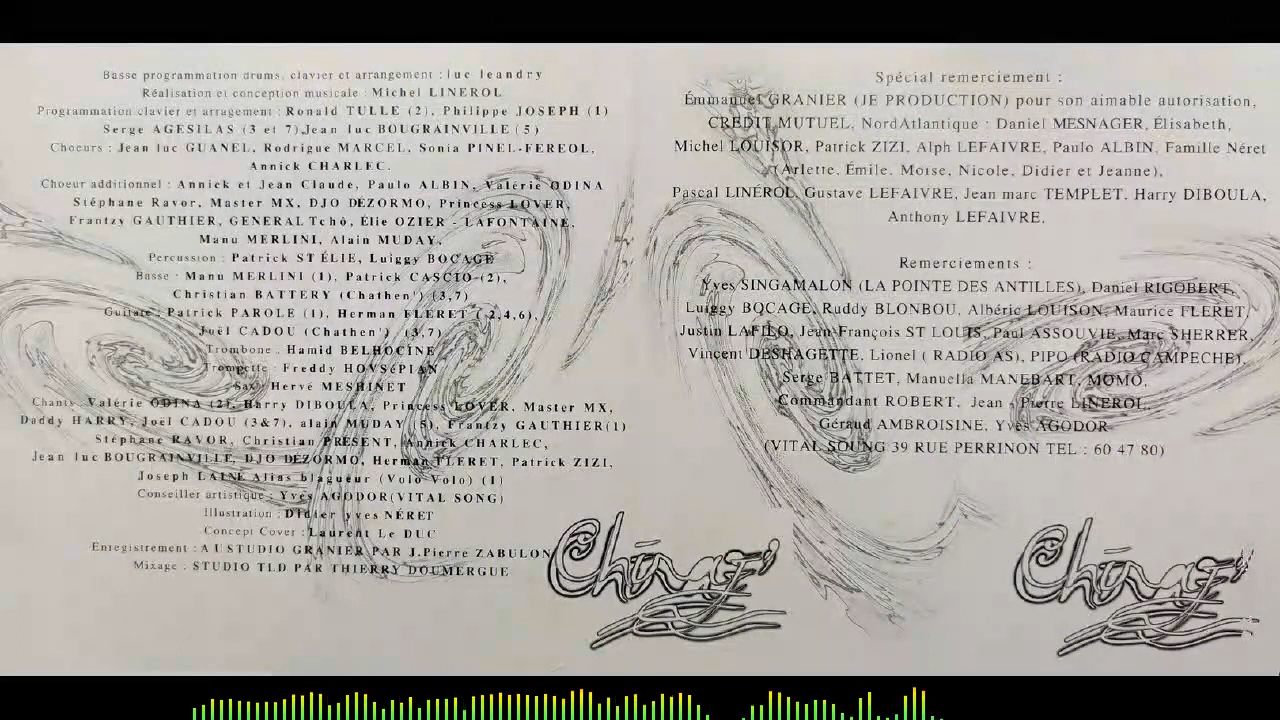 Basse programmation drums, clavier et arrangement : luc leandry
Réalisation et conception musicale : Michel LINEROL
Programmation clavier et arragement : Ronald TULLE (2), Philippe JOSEPH (1)
Serge AGESILAS (3 et 7),Jean luc BOUGRAINVILLE (5)
Choeurs : Jean luc GUANEL, Rodrigue MARCEL, Sonia PINEL-FEREOL,
Annick CHARLEC.
Choeur additionnel : Annick et Jean Claude, Paulo ALBIN, Valérie ODINA
Stéphane Ravor, Master MX, DJO DEZORMO, Princess LOVER,
Frantzy GAUTHIER, GENERAL Tchò, Élie OZIER - LAFONTAINE,
Manu MERLINI, Alain MUDAY,
Percussion : Patrick ST ÉLIE, Luiggy BOCAGE
Basse : Manu MERLINI (1), Patrick CASCIO (2),
Christian BATTERY (Chathen') (3,7)
Guitare : Patrick PAROLE (1), Herman FLERET (2,4,6),
Joël CADOU (Chathen') (3,7)
Trombone : Hamid BELHOCINE
Trompette : Freddy HOVSéPIAN
Sax : Hervé MESHINET
Chants : Valérie ODINA (2), Harry DIBOULA, Princess LOVER, Master MX,
Daddy HARRY, Joël CADOU (3&7), alain MUDAY (5), Frantzy GAUTHIER(1)
Stéphane RAVOR, Christian PRESENT, Annick CHARLEC,
Jean luc BOUGRAINVILLE, DJO DEZORMO, Herman FLERET, Patrick ZIZI,
Joseph LAINÉ Alias blagueur (Volo Volo) (1)
Conseiller artistique : Yves AGODOR(VITAL SONG)
Illustration : Didier yves NÉRET
Concept Cover : Laurent Le DUC
Enregistrement : A U STUDIO GRANIER PAR J.Pierre ZABULON
Mixage : STUDIO TLD PAR THIERRY DOUMERGUE
Spécial remerciement :
Émmanuel GRANIER (JE PRODUCTION) pour son aimable autorisation,
CREDIT MUTUEL, NordAtlantique : Daniel MESNAGER, Élisabeth,
Michel LOUISOR, Patrick ZIZI, Alph LEFAIVRE, Paulo ALBIN, Famille Néret
(Arlette, Émile, Moïse, Nicole, Didier et Jeanne),
Pascal LINÉROL, Gustave LEFAIVRE, Jean marc TEMPLET, Harry DIBOULA,
Anthony LEFAIVRE,
Remerciements :
Yves SINGAMALON (LA POINTE DES ANTILLES), Daniel RIGOBERT,
Luiggy BOCAGE, Ruddy BLONBOU, Albéric LOUISON, Maurice FLERET,
Justin LAFILO, Jean-François ST LOUIS, Paul ASSOUVIE, Marc SHERRER,
Vincent DESHAGETTE, Lionel ( RADIO AS), PIPO (RADIO CAMPECHE),
Serge BATTET, Manuella MANEBART, MOMO,
Commandant ROBERT, Jean - Pierre LINEROL,
Géraud AMBROISINE, Yves AGODOR
(VITAL SOUNG 39 RUE PERRINON TEL : 60 47 80)